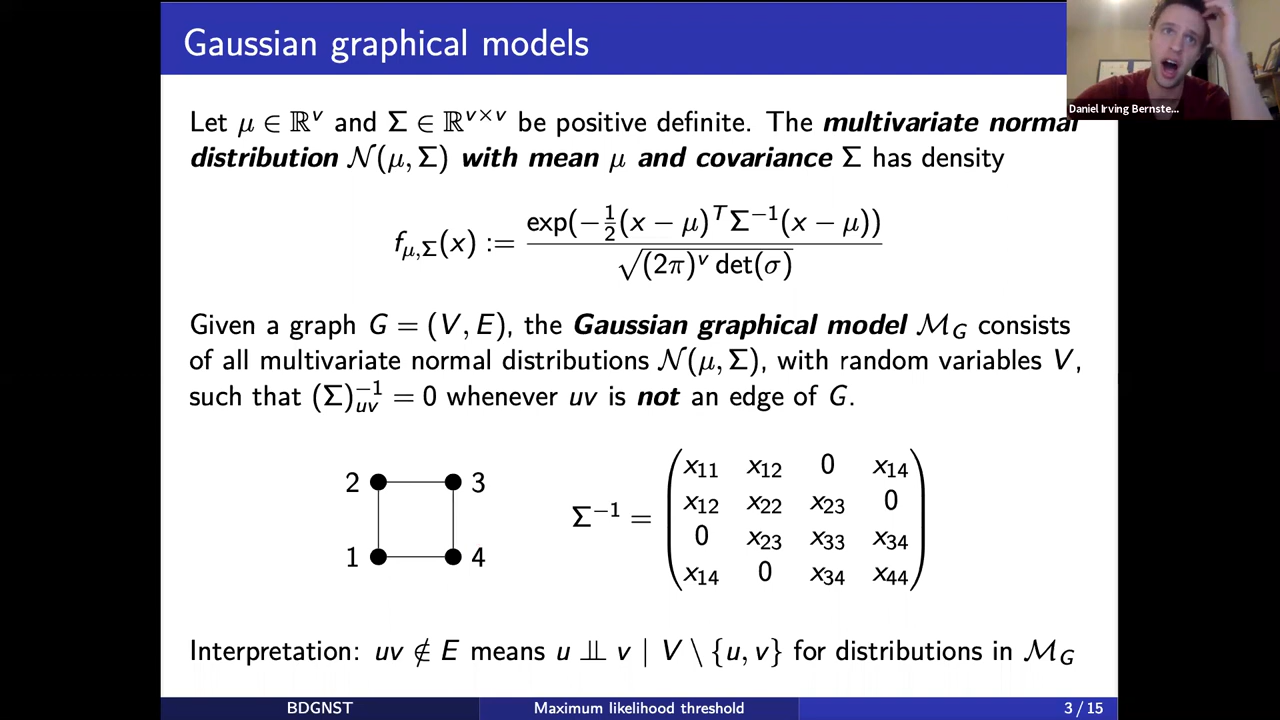 Gaussian graphical models
Daniel Irving Bernste...
Let μ ∈ ℝᵛ and Σ ∈ ℝᵛˣᵛ be positive definite. The multivariate normal
distribution 𝒩(μ, Σ) with mean μ and covariance Σ has density
f_{μ,Σ}(x) := exp(−½(x − μ)ᵀΣ⁻¹(x − μ)) / √((2π)ᵛ det(σ))
Given a graph G = (V, E), the Gaussian graphical model ℳ_G consists
of all multivariate normal distributions 𝒩(μ, Σ), with random variables V,
such that (Σ)⁻¹_{uv} = 0 whenever uv is not an edge of G.
2 3
1 4
Σ⁻¹ =
x₁₁ x₁₂ 0 x₁₄
x₁₂ x₂₂ x₂₃ 0
0 x₂₃ x₃₃ x₃₄
x₁₄ 0 x₃₄ x₄₄
Interpretation: uv ∉ E means u ⫫ v | V \ {u, v} for distributions in ℳ_G
BDGNST Maximum likelihood threshold 3 / 15